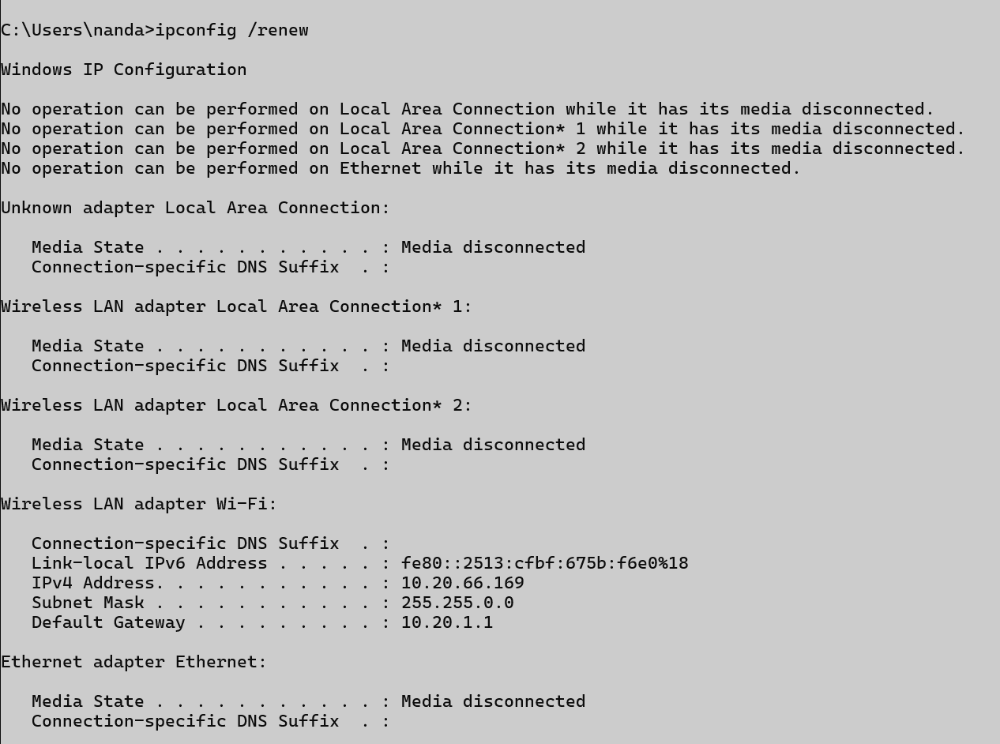 C:\Users\nanda>ipconfig /renew
Windows IP Configuration
No operation can be performed on Local Area Connection while it has its media disconnected.
No operation can be performed on Local Area Connection* 1 while it has its media disconnected.
No operation can be performed on Local Area Connection* 2 while it has its media disconnected.
No operation can be performed on Ethernet while it has its media disconnected.
Unknown adapter Local Area Connection:
   Media State . . . . . . . . . . . : Media disconnected
   Connection-specific DNS Suffix  . :
Wireless LAN adapter Local Area Connection* 1:
   Media State . . . . . . . . . . . : Media disconnected
   Connection-specific DNS Suffix  . :
Wireless LAN adapter Local Area Connection* 2:
   Media State . . . . . . . . . . . : Media disconnected
   Connection-specific DNS Suffix  . :
Wireless LAN adapter Wi-Fi:
   Connection-specific DNS Suffix  . :
   Link-local IPv6 Address . . . . . : fe80::2513:cfbf:675b:f6e0%18
   IPv4 Address. . . . . . . . . . . : 10.20.66.169
   Subnet Mask . . . . . . . . . . . : 255.255.0.0
   Default Gateway . . . . . . . . . : 10.20.1.1
Ethernet adapter Ethernet:
   Media State . . . . . . . . . . . : Media disconnected
   Connection-specific DNS Suffix  . :